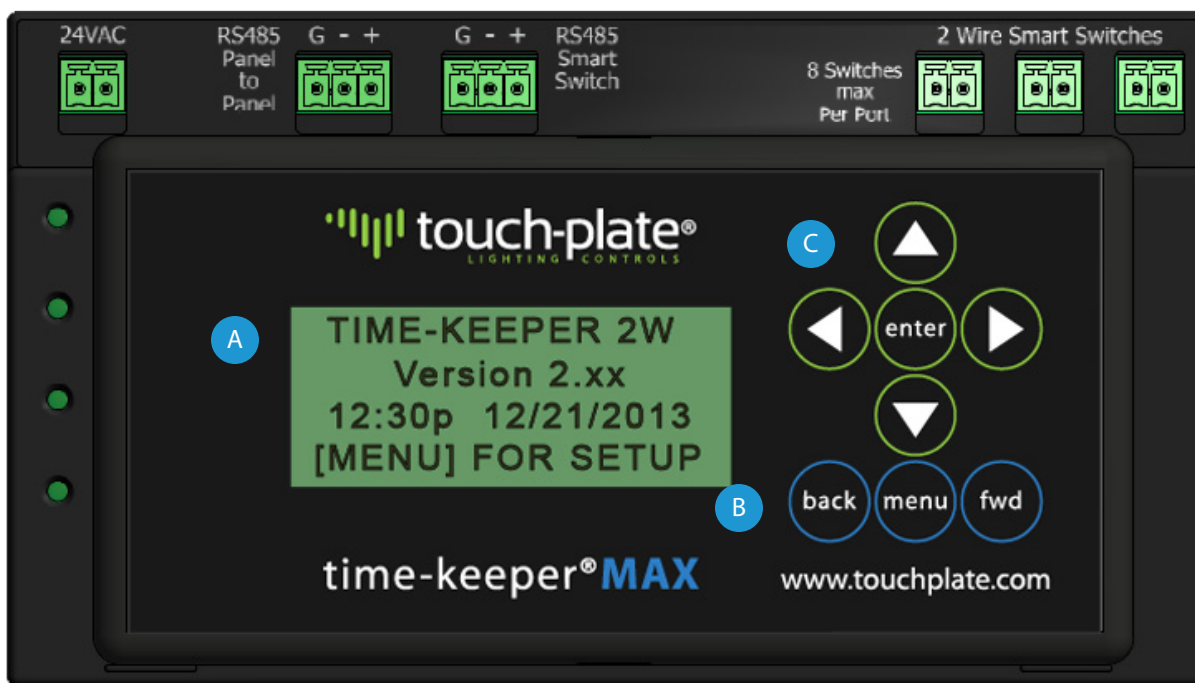 24VAC
RS485
Panel
to
Panel
G - +
G - +
RS485
Smart
Switch
2 Wire Smart Switches
8 Switches
max
Per Port
touch-plate®
LIGHTING CONTROLS
A
TIME-KEEPER 2W
Version 2.xx
12:30p 12/21/2013
[MENU] FOR SETUP
C
enter
B
back menu fwd
time-keeper®MAX
www.touchplate.com